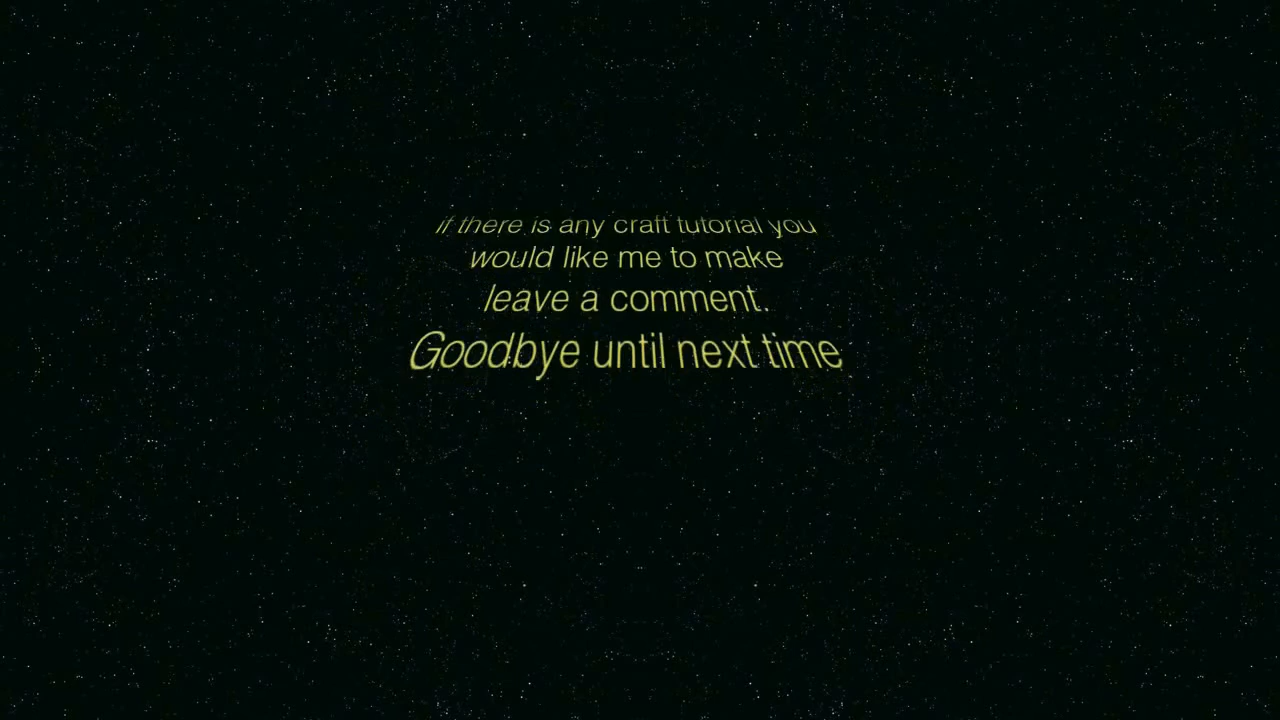 if there is any craft tutorial you
would like me to make
leave a comment.
Goodbye until next time